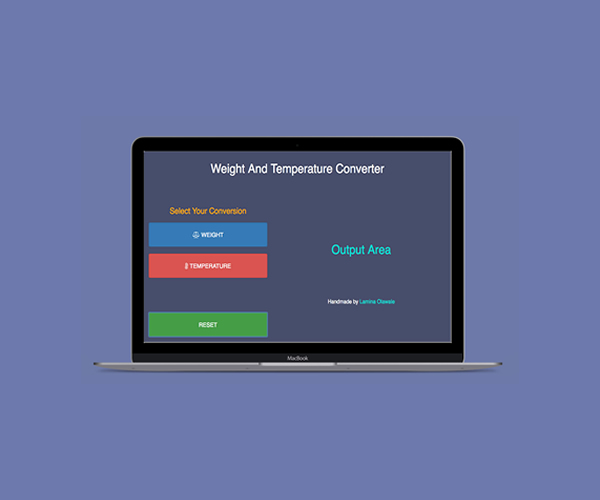 Weight And Temperature Converter
Select Your Conversion
WEIGHT
TEMPERATURE
RESET
Output Area
Handmade by Lamina Olawale
MacBook